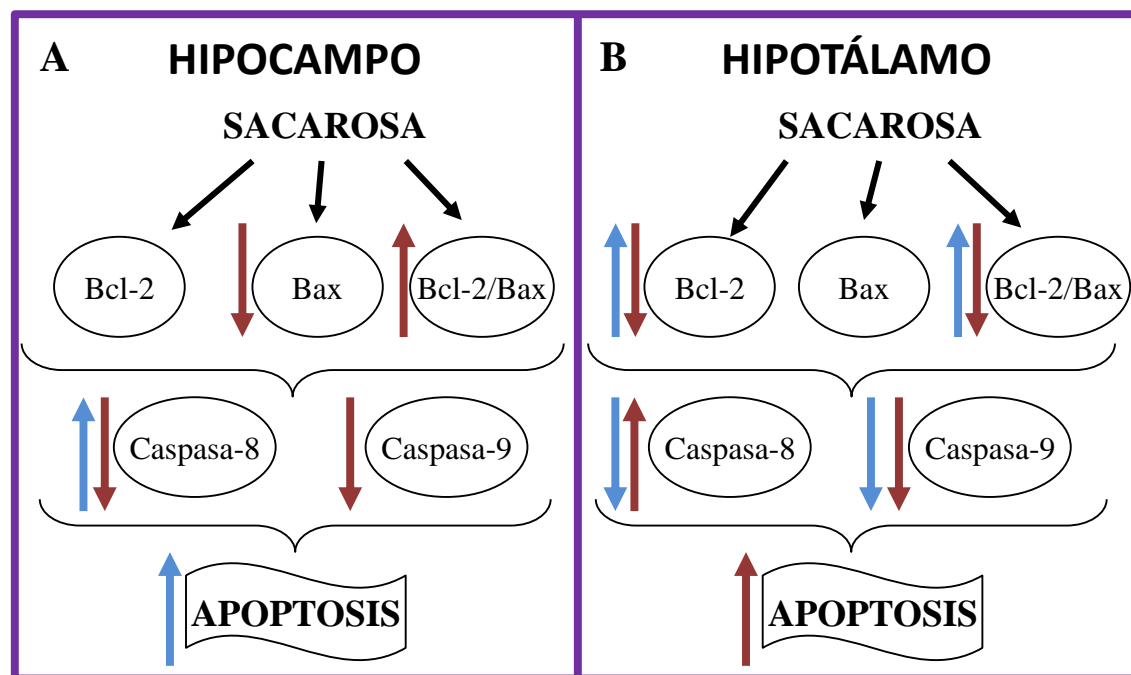 A HIPOCAMPO
SACAROSA
Bcl-2 Bax Bcl-2/Bax
Caspasa-8 Caspasa-9
APOPTOSIS
B HIPOTÁLAMO
SACAROSA
Bcl-2 Bax Bcl-2/Bax
Caspasa-8 Caspasa-9
APOPTOSIS